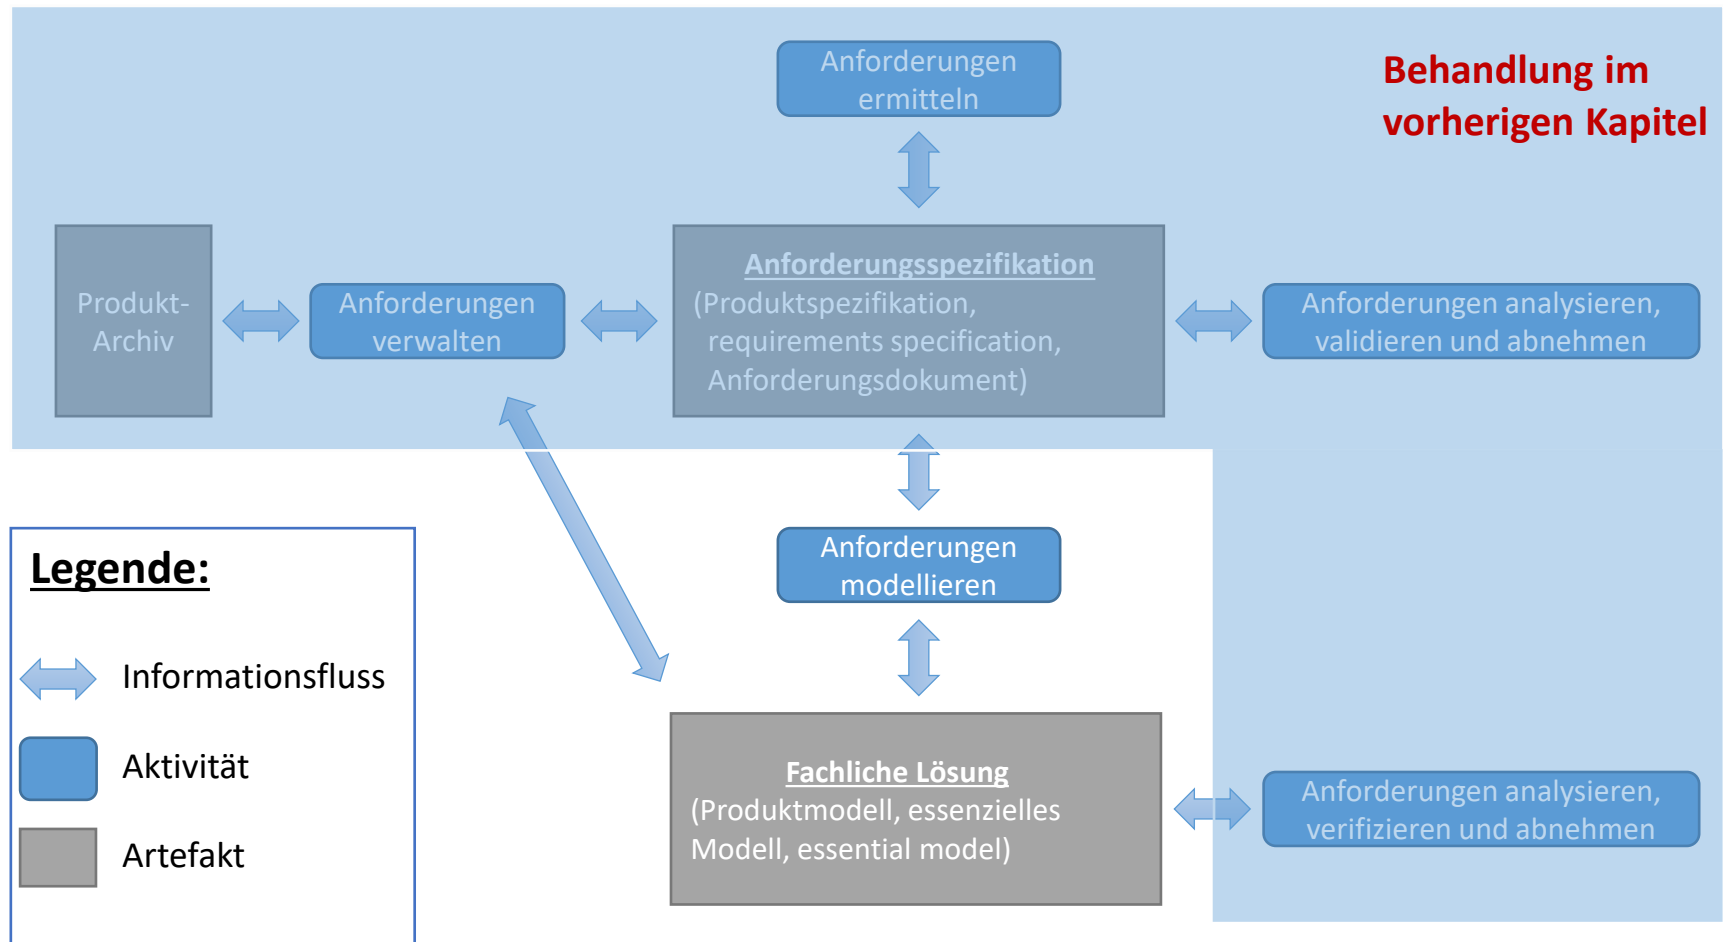 Anforderungen
ermitteln
Behandlung im
vorherigen Kapitel
Produkt-
Archiv
Anforderungen
verwalten
Anforderungsspezifikation
(Produktspezifikation,
requirements specification,
Anforderungsdokument)
Anforderungen analysieren,
validieren und abnehmen
Anforderungen
modellieren
Legende:
Informationsfluss
Aktivität
Artefakt
Fachliche Lösung
(Produktmodell, essenzielles
Modell, essential model)
Anforderungen analysieren,
verifizieren und abnehmen